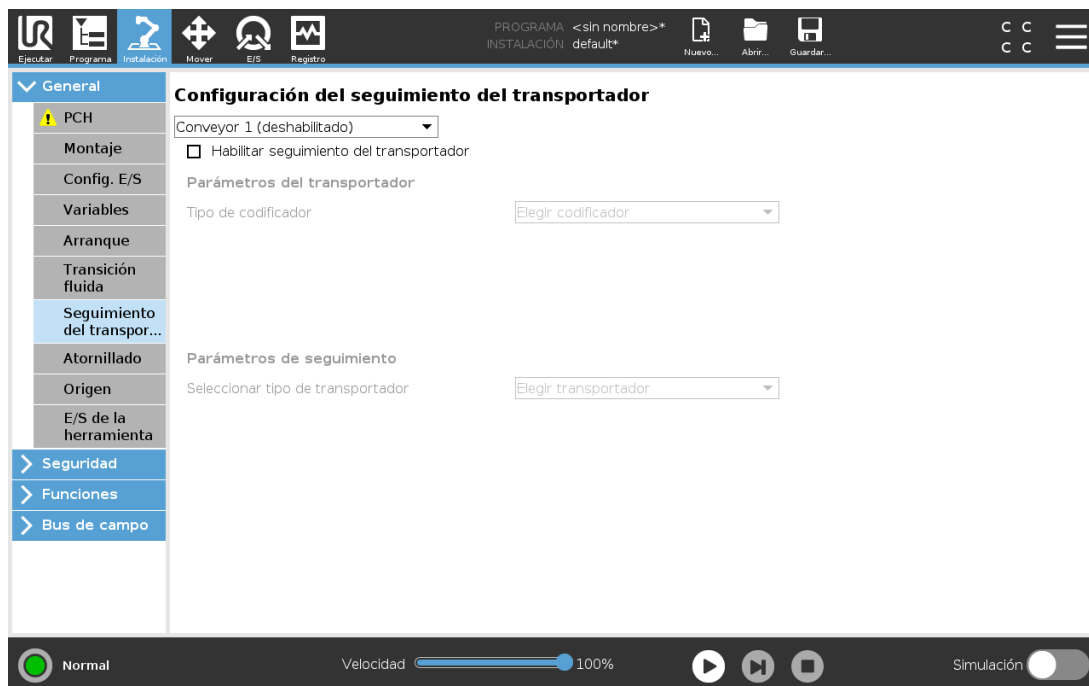 UR
Ejecutar
Programa
Instalación
Mover
E/S
Registro
PROGRAMA <sin nombre>*
INSTALACIÓN default*
Nuevo...
Abrir...
Guardar...
C C
C C
General
PCH
Montaje
Config. E/S
Variables
Arranque
Transición
fluida
Seguimiento
del transpor...
Atornillado
Origen
E/S de la
herramienta
Seguridad
Funciones
Bus de campo
Configuración del seguimiento del transportador
Conveyor 1 (deshabilitado)
Habilitar seguimiento del transportador
Parámetros del transportador
Tipo de codificador Elegir codificador
Parámetros de seguimiento
Seleccionar tipo de transportador Elegir transportador
Normal
Velocidad 100%
Simulación